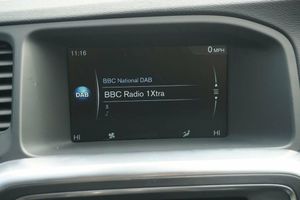 11:16
0 MPH
BBC National DAB
DAB
BBC Radio 1Xtra
X
Z
HI
HI